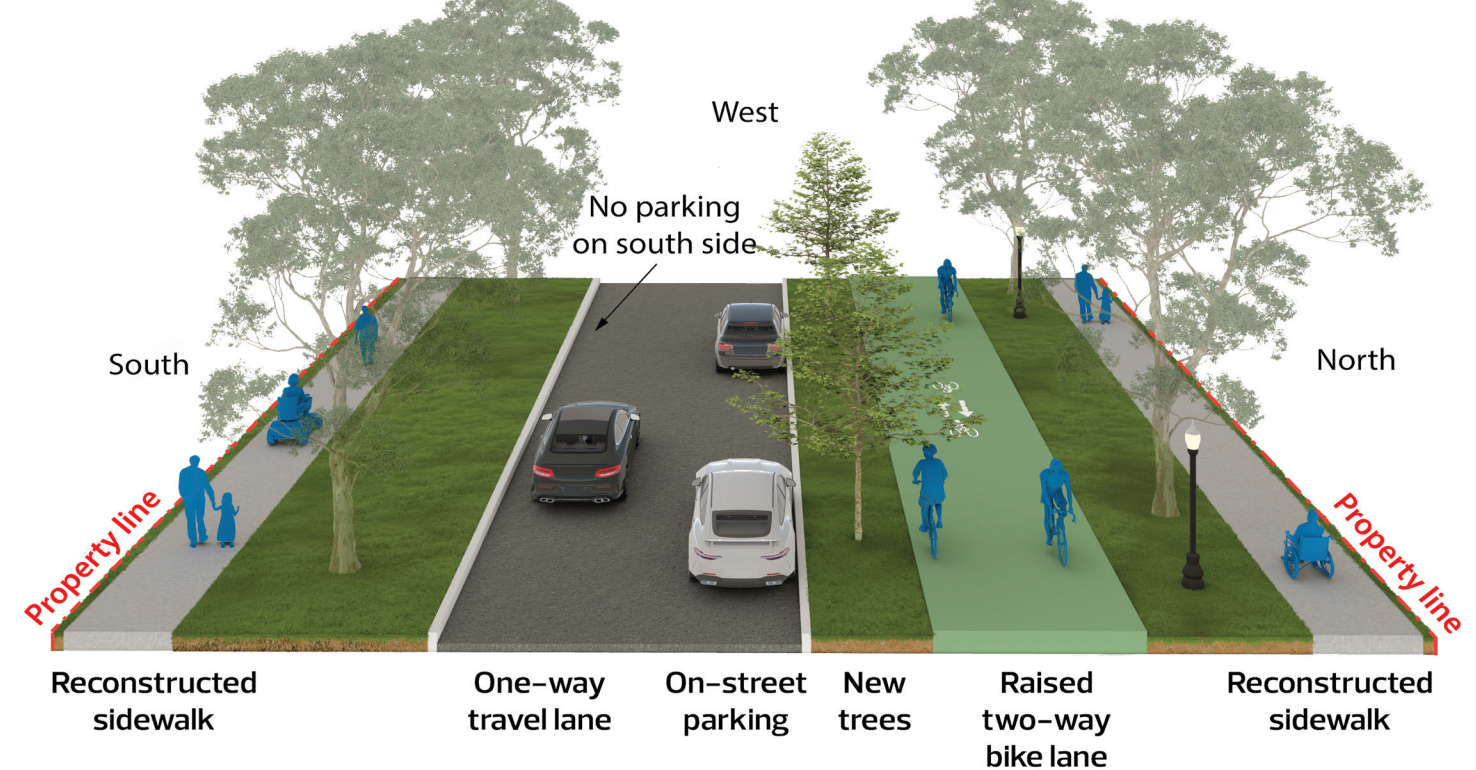 West
No parking
on south side
South
North
Property line
Property line
Reconstructed
sidewalk
One-way
travel lane
On-street
parking
New
trees
Raised
two-way
bike lane
Reconstructed
sidewalk